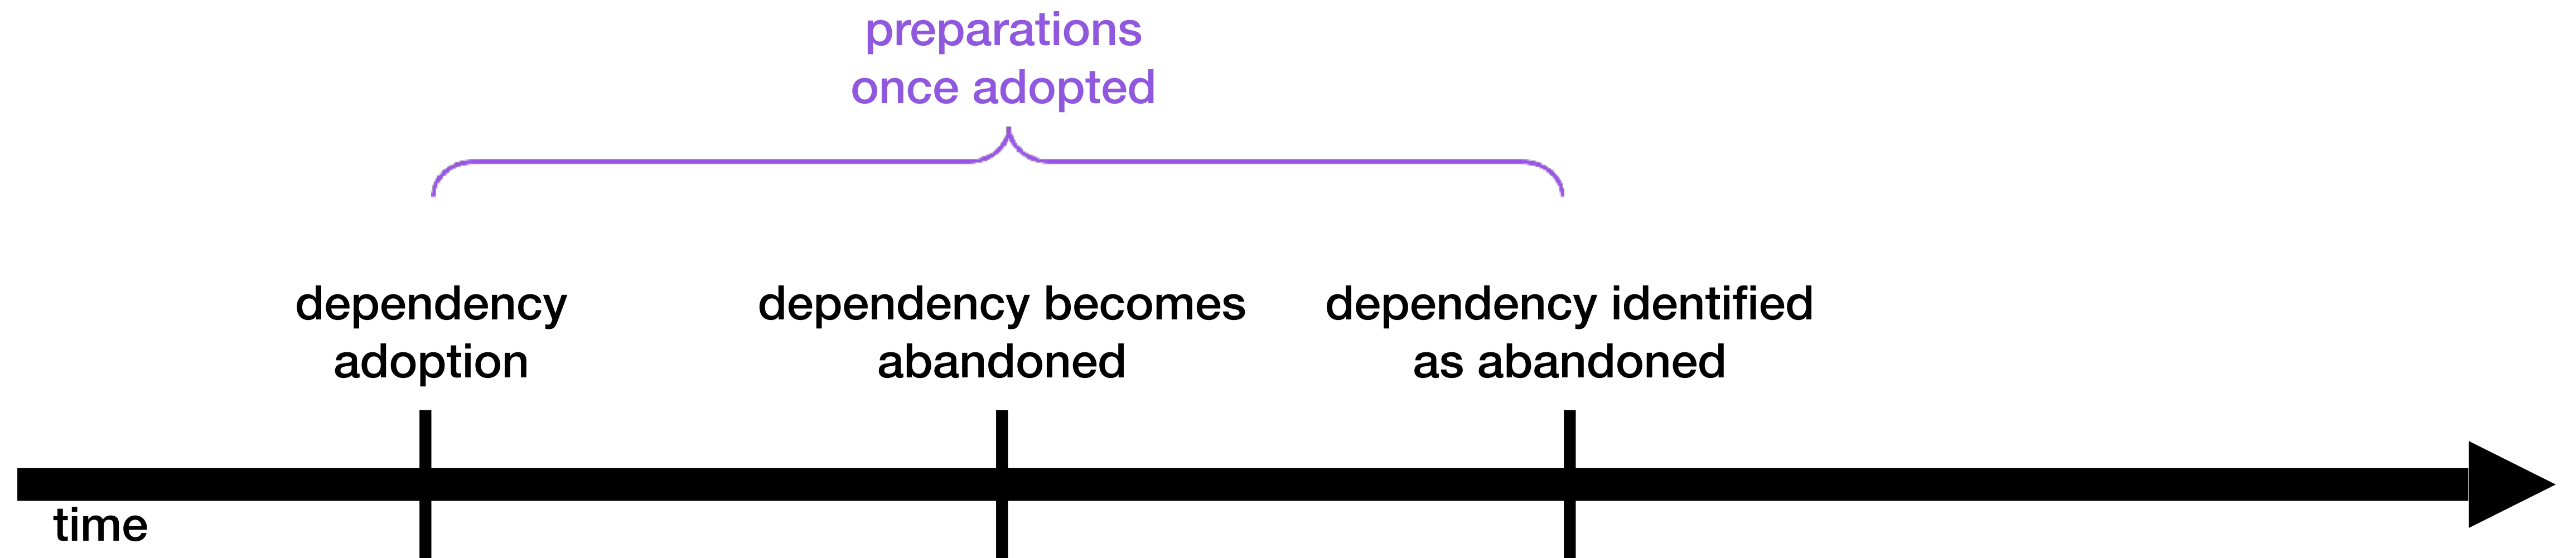 preparations
once adopted
dependency
adoption
dependency becomes
abandoned
dependency identified
as abandoned
time